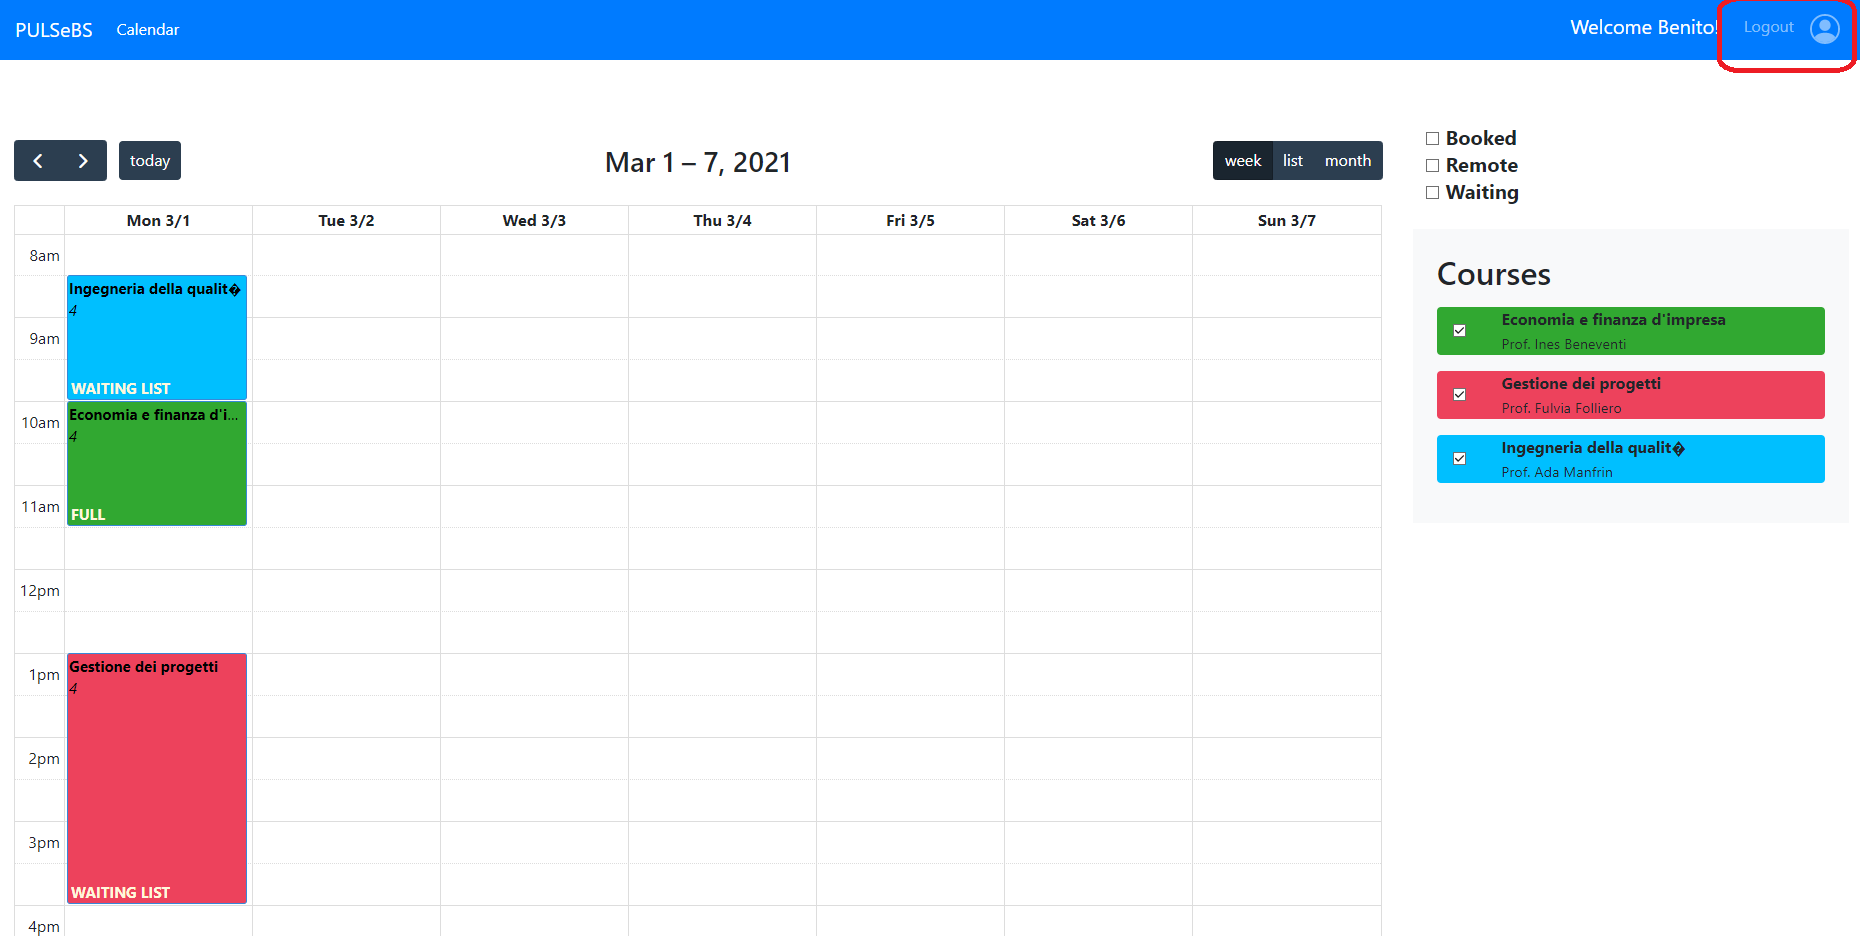 PULSeBS Calendar Welcome Benito! Logout
today Mar 1 – 7, 2021 week list month
Booked
Remote
Waiting
Mon 3/1 Tue 3/2 Wed 3/3 Thu 3/4 Fri 3/5 Sat 3/6 Sun 3/7
8am
Ingegneria della qualit�
4
9am
WAITING LIST
Economia e finanza d'i...
10am
4
11am
FULL
12pm
Gestione dei progetti
1pm
4
2pm
3pm
WAITING LIST
4pm
Courses
Economia e finanza d'impresa
Prof. Ines Beneventi
Gestione dei progetti
Prof. Fulvia Folliero
Ingegneria della qualit�
Prof. Ada Manfrin